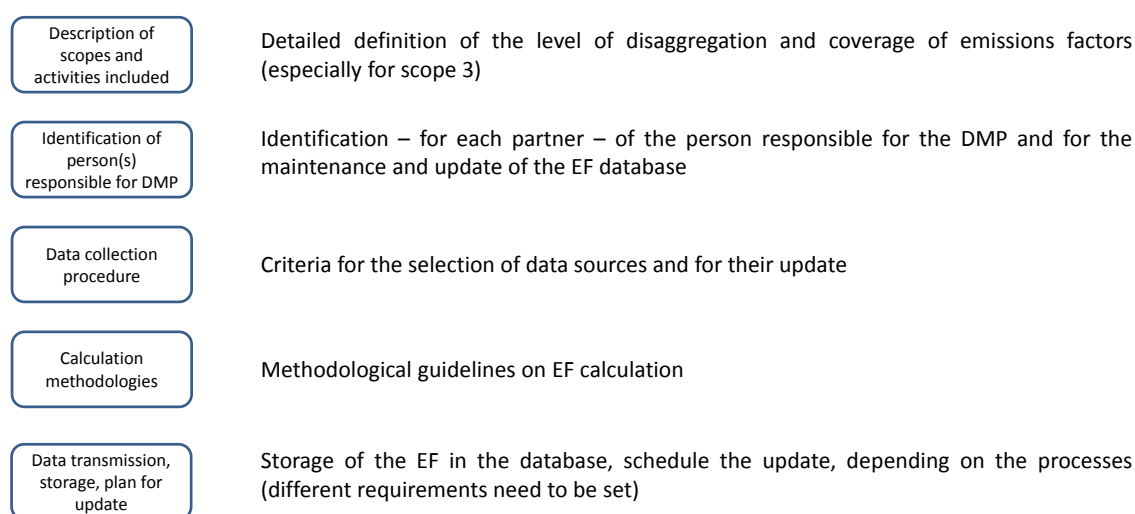 Description of
scopes and
activities included
Detailed definition of the level of disaggregation and coverage of emissions factors
(especially for scope 3)
Identification of
person(s)
responsible for DMP
Identification – for each partner – of the person responsible for the DMP and for the
maintenance and update of the EF database
Data collection
procedure
Criteria for the selection of data sources and for their update
Calculation
methodologies
Methodological guidelines on EF calculation
Data transmission,
storage, plan for
update
Storage of the EF in the database, schedule the update, depending on the processes
(different requirements need to be set)